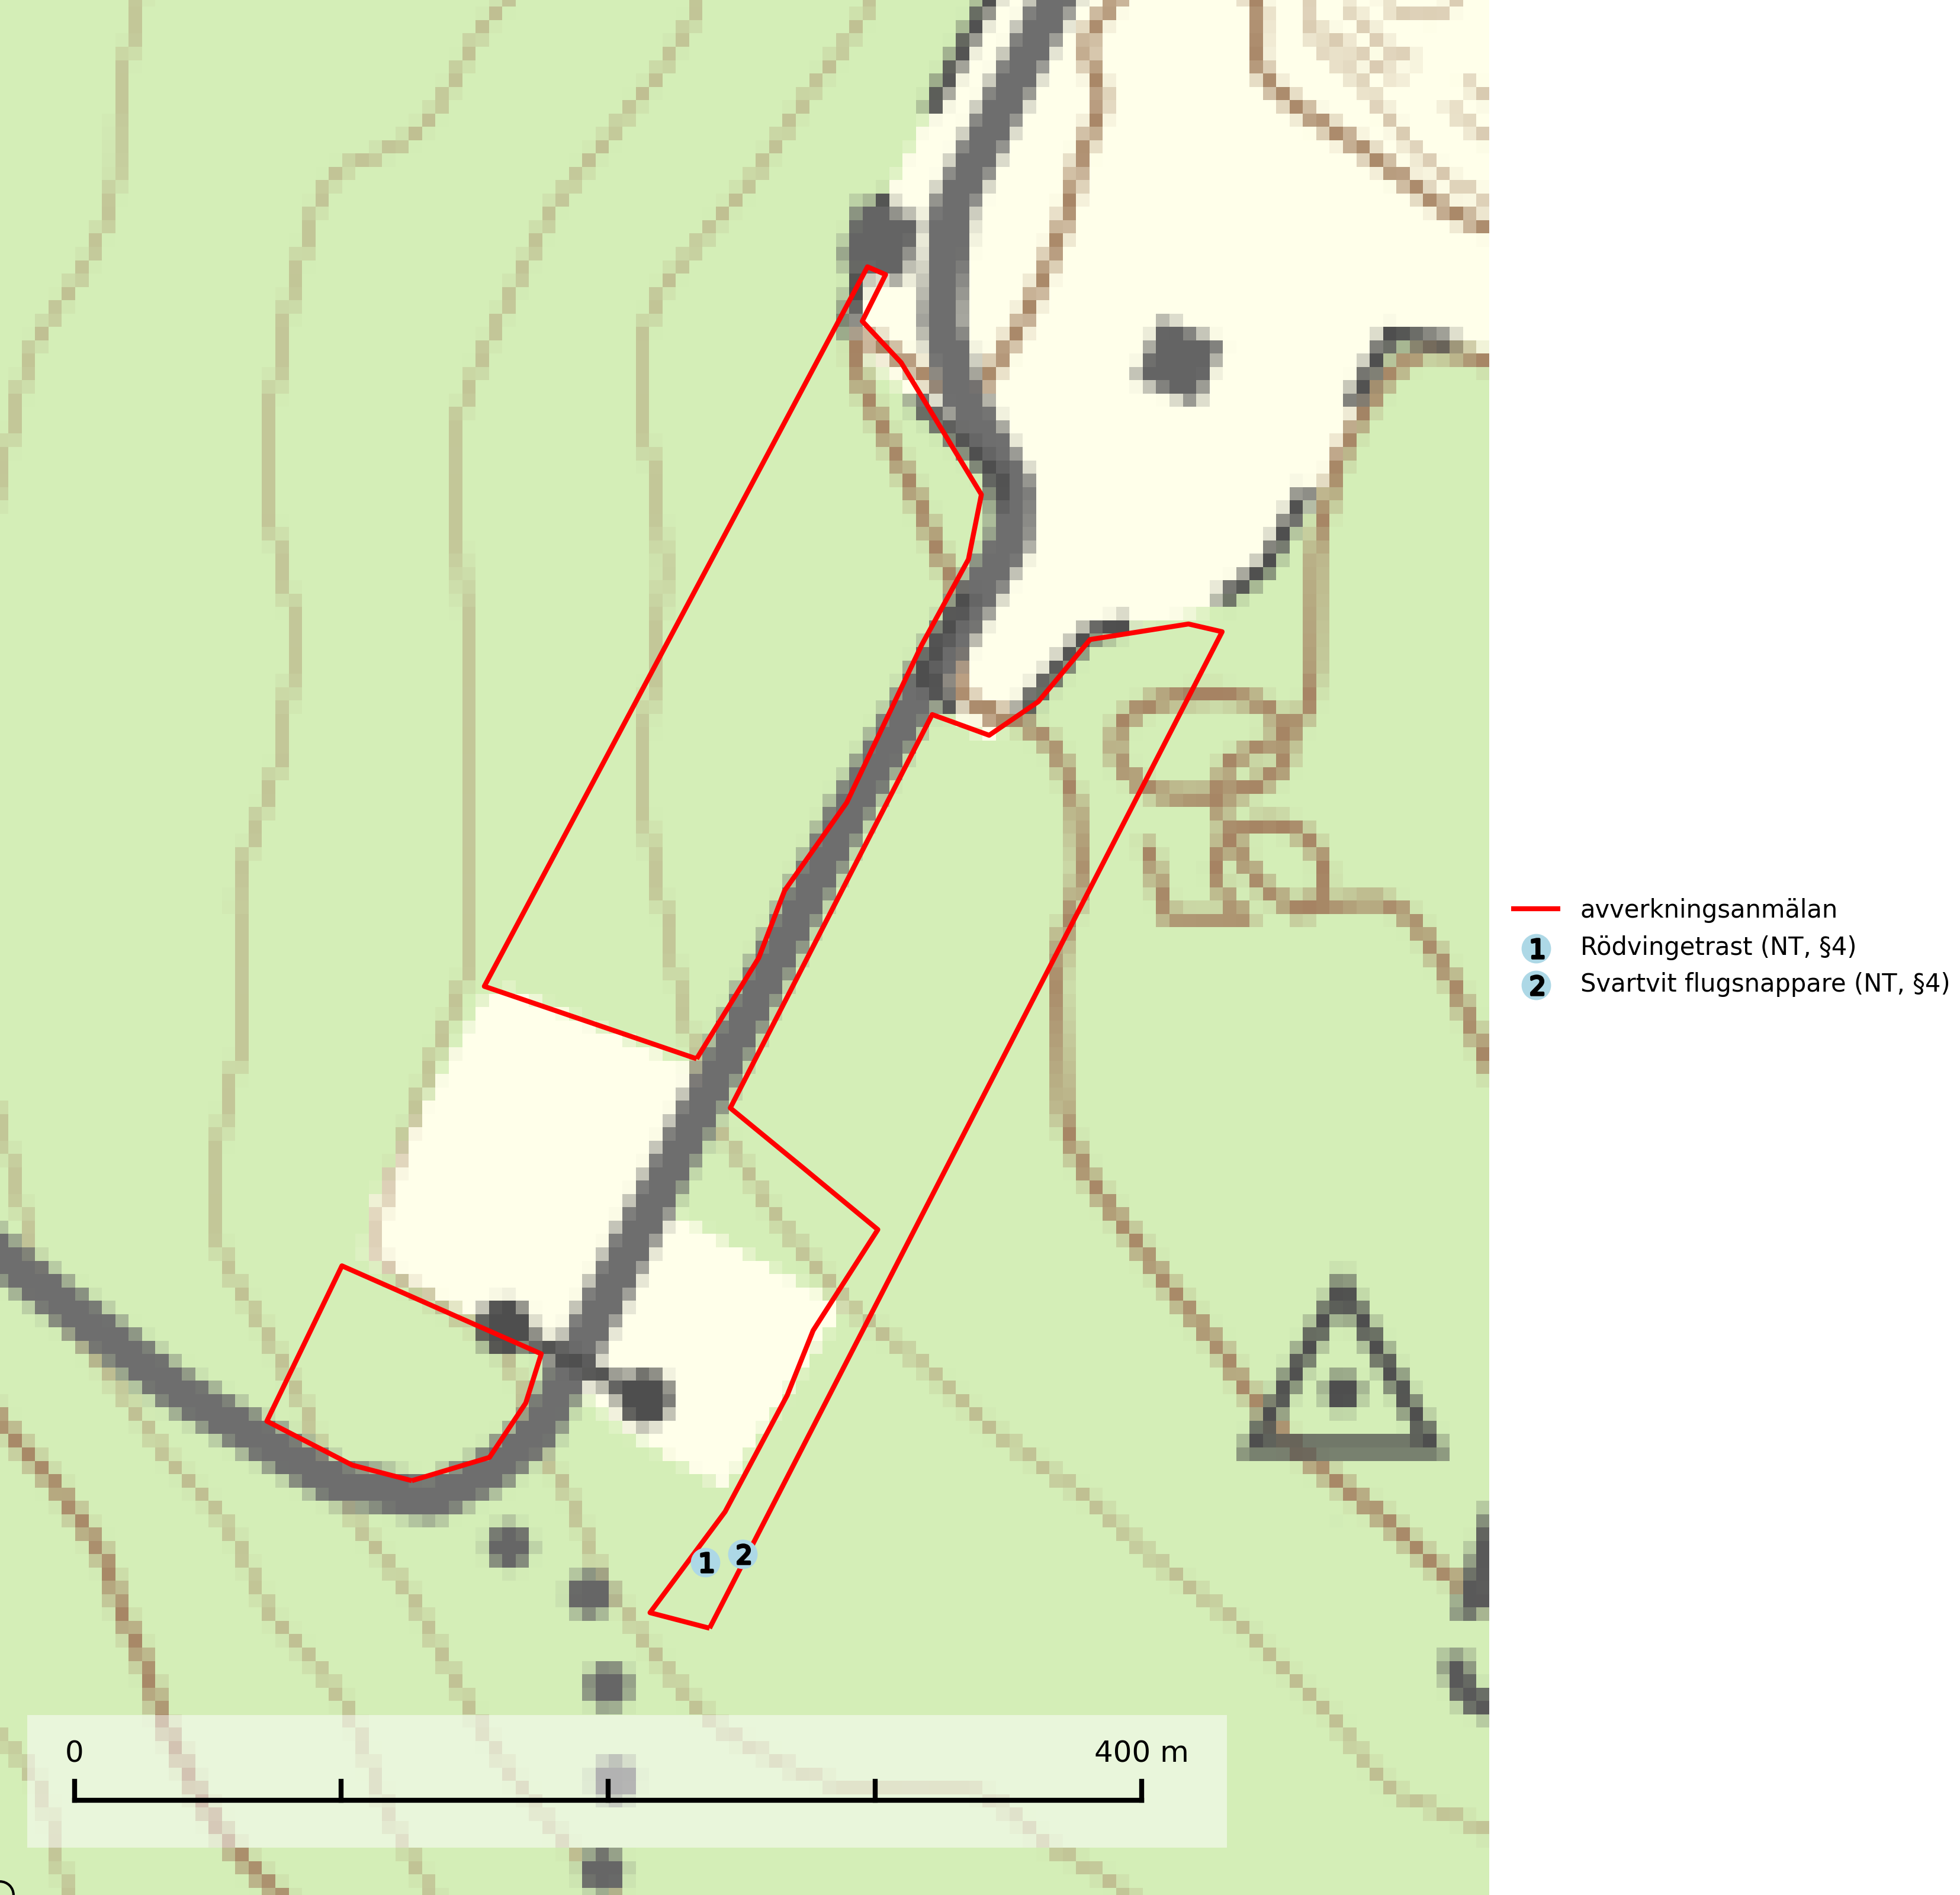 avverkningsanmälan
1 Rödvingetrast (NT, §4)
2 Svartvit flugsnappare (NT, §4)
1 2
0 400 m